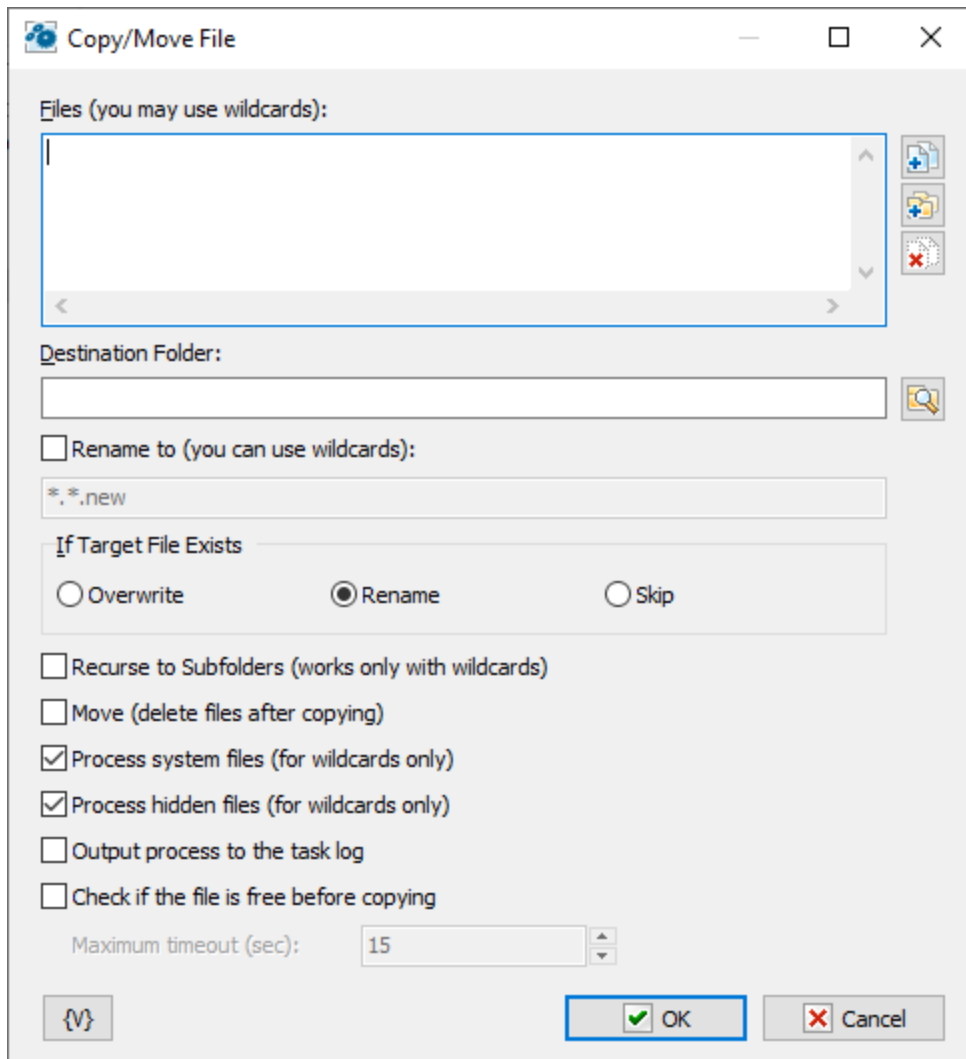 Copy/Move File
Files (you may use wildcards):
Destination Folder:
Rename to (you can use wildcards):
*.*.new
If Target File Exists
Overwrite Rename Skip
Recurse to Subfolders (works only with wildcards)
Move (delete files after copying)
Process system files (for wildcards only)
Process hidden files (for wildcards only)
Output process to the task log
Check if the file is free before copying
Maximum timeout (sec): 15
{V} OK Cancel